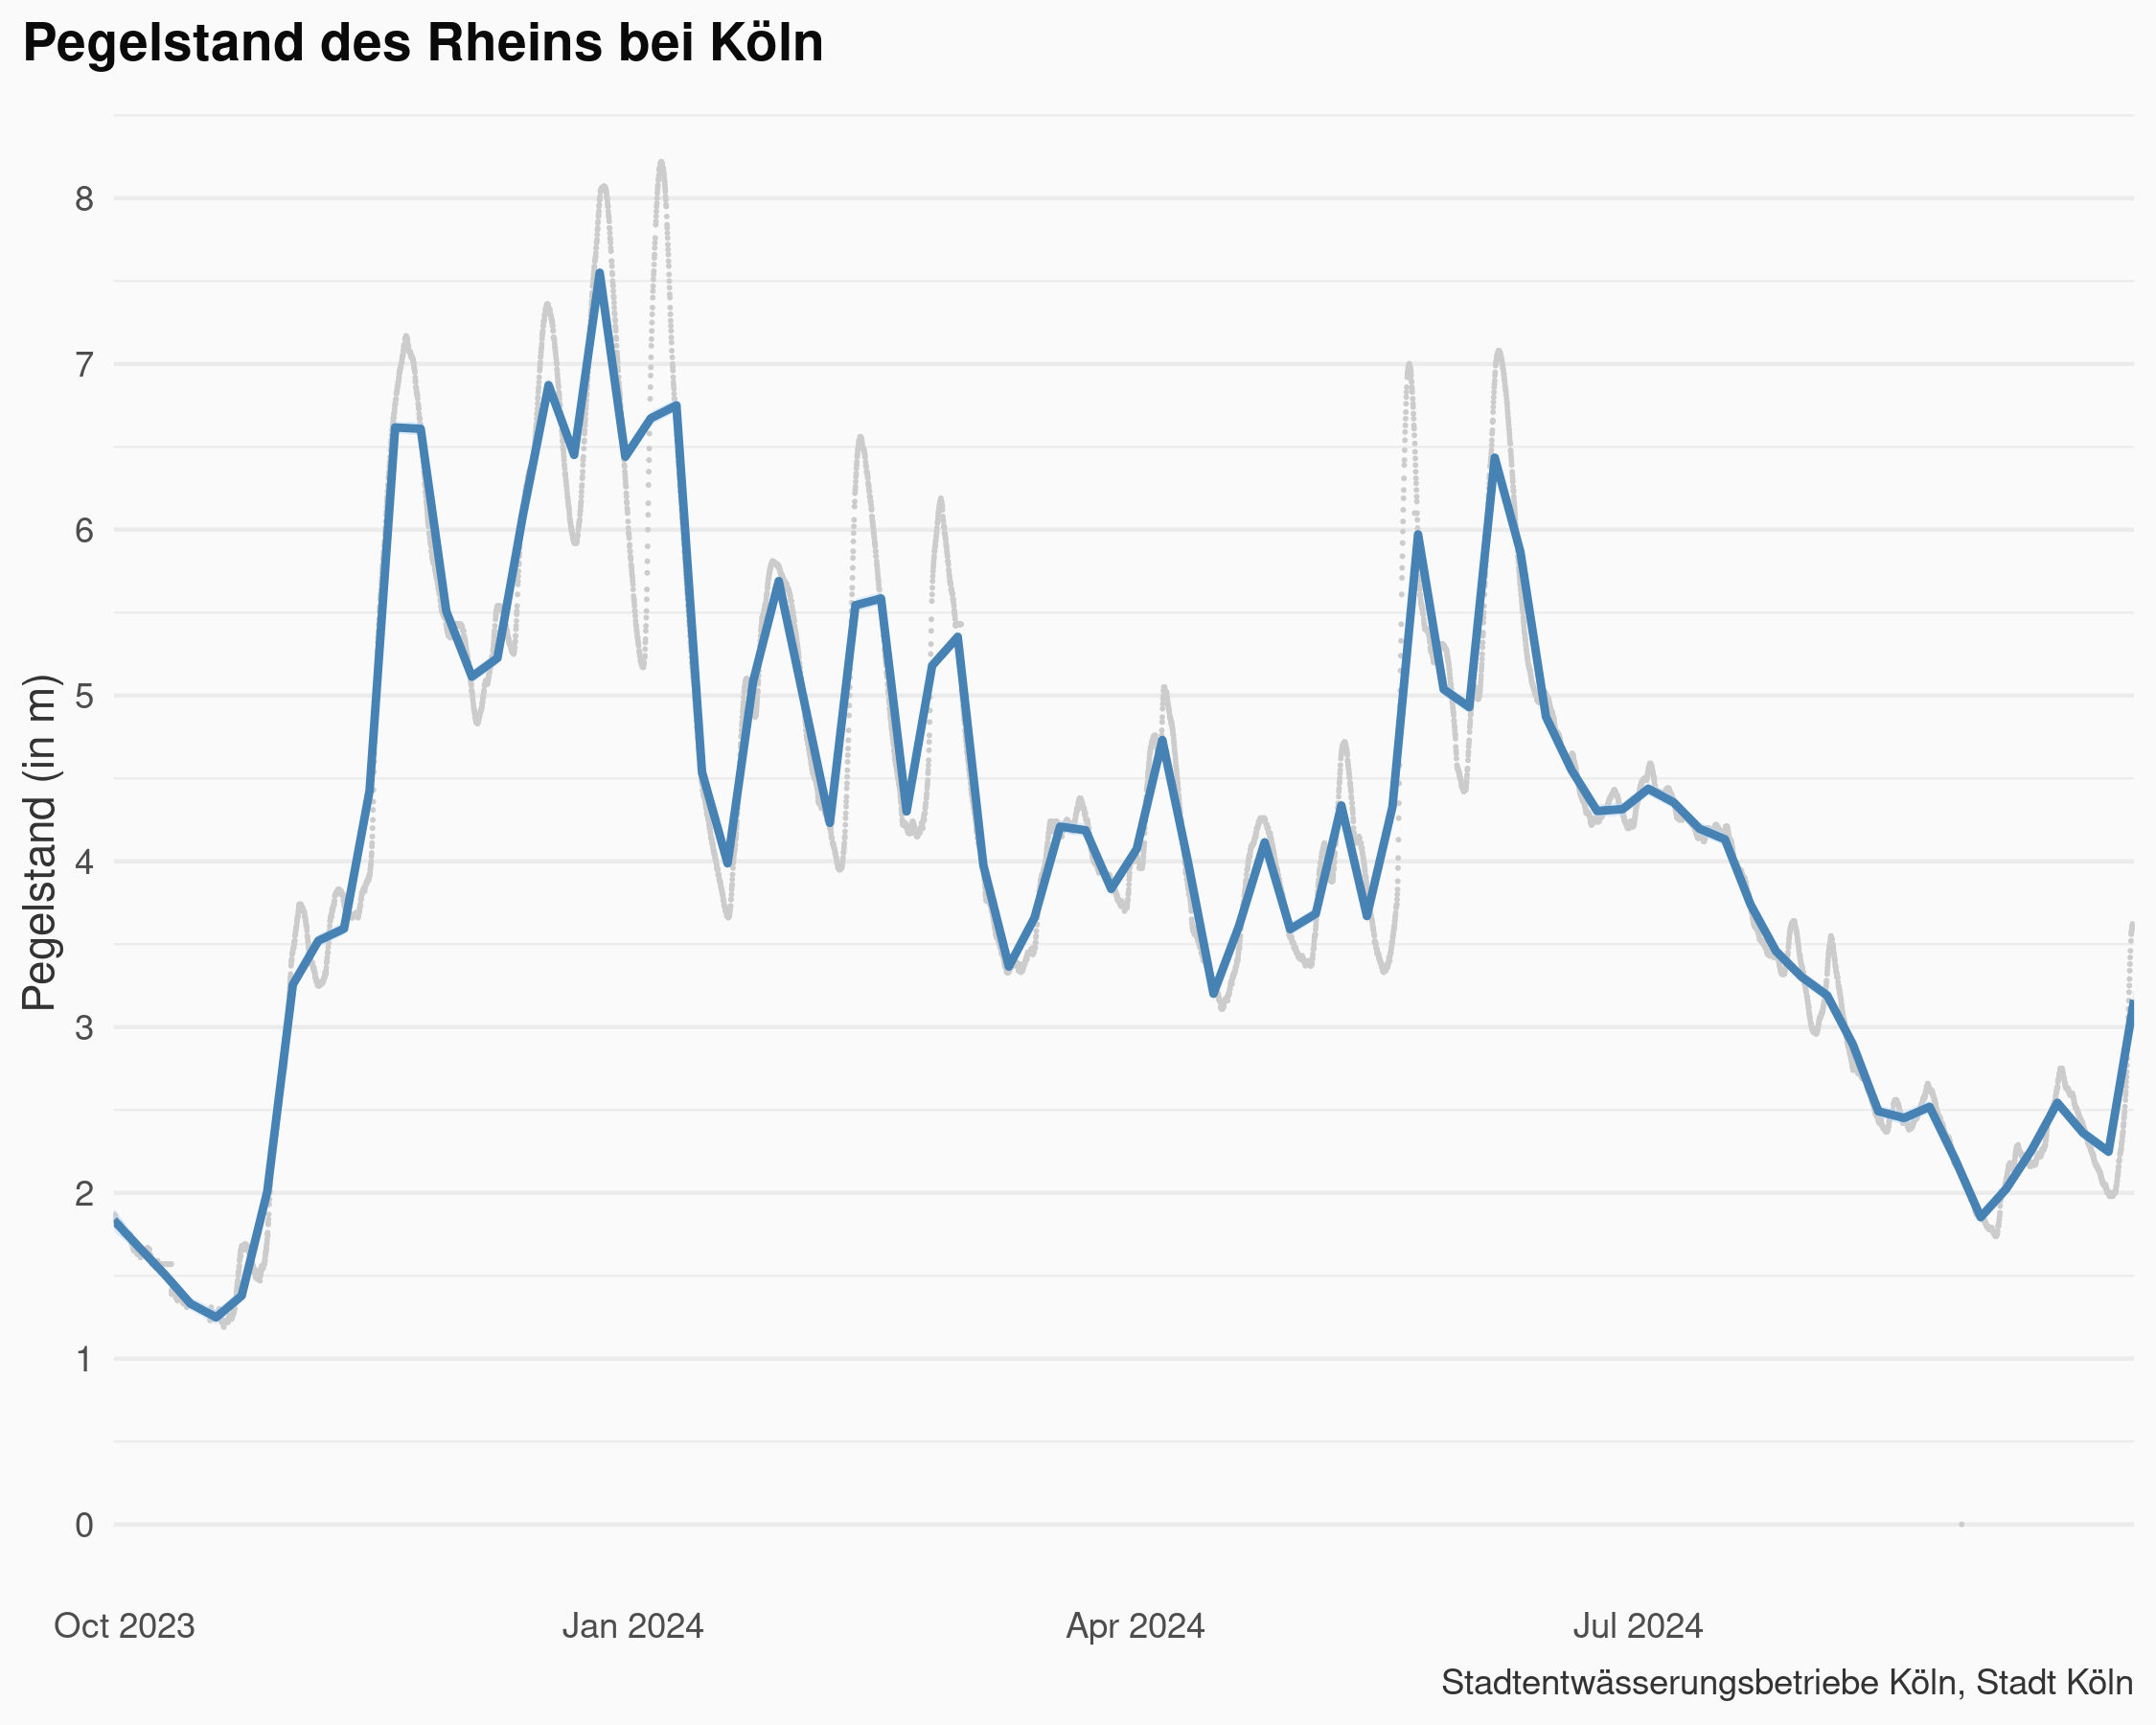 Pegelstand des Rheins bei Köln
Pegelstand (in m)
8
7
6
5
4
3
2
1
0
Oct 2023 Jan 2024 Apr 2024 Jul 2024
Stadtentwässerungsbetriebe Köln, Stadt Köln